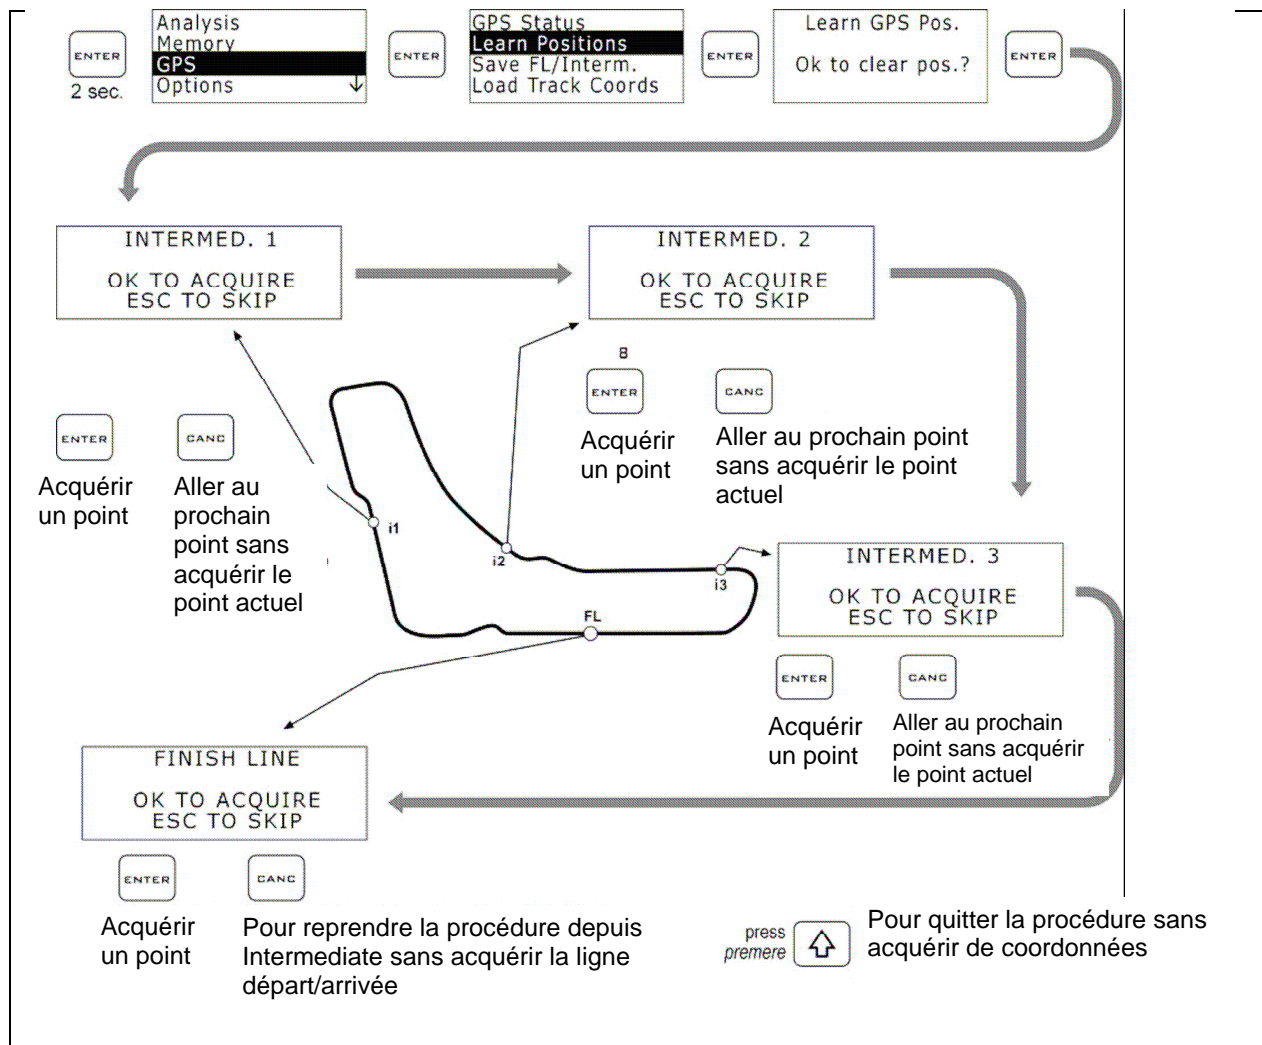 ENTER
2 sec.
Analysis
Memory
GPS
Options
ENTER
GPS Status
Learn Positions
Save FL/Interm.
Load Track Coords
ENTER
Learn GPS Pos.
Ok to clear pos.?
ENTER
INTERMED. 1
OK TO ACQUIRE
ESC TO SKIP
INTERMED. 2
OK TO ACQUIRE
ESC TO SKIP
8
ENTER
CANC
Acquérir
un point
Aller au prochain point
sans acquérir le point
actuel
ENTER
CANC
Acquérir
un point
Aller au
prochain
point sans
acquérir le
point actuel
i1
i2
i3
FL
INTERMED. 3
OK TO ACQUIRE
ESC TO SKIP
ENTER
CANC
Acquérir
un point
Aller au prochain
point sans acquérir
le point actuel
FINISH LINE
OK TO ACQUIRE
ESC TO SKIP
ENTER
CANC
Acquérir
un point
Pour reprendre la procédure depuis
Intermediate sans acquérir la ligne
départ/arrivée
press
premere
Pour quitter la procédure sans
acquérir de coordonnées